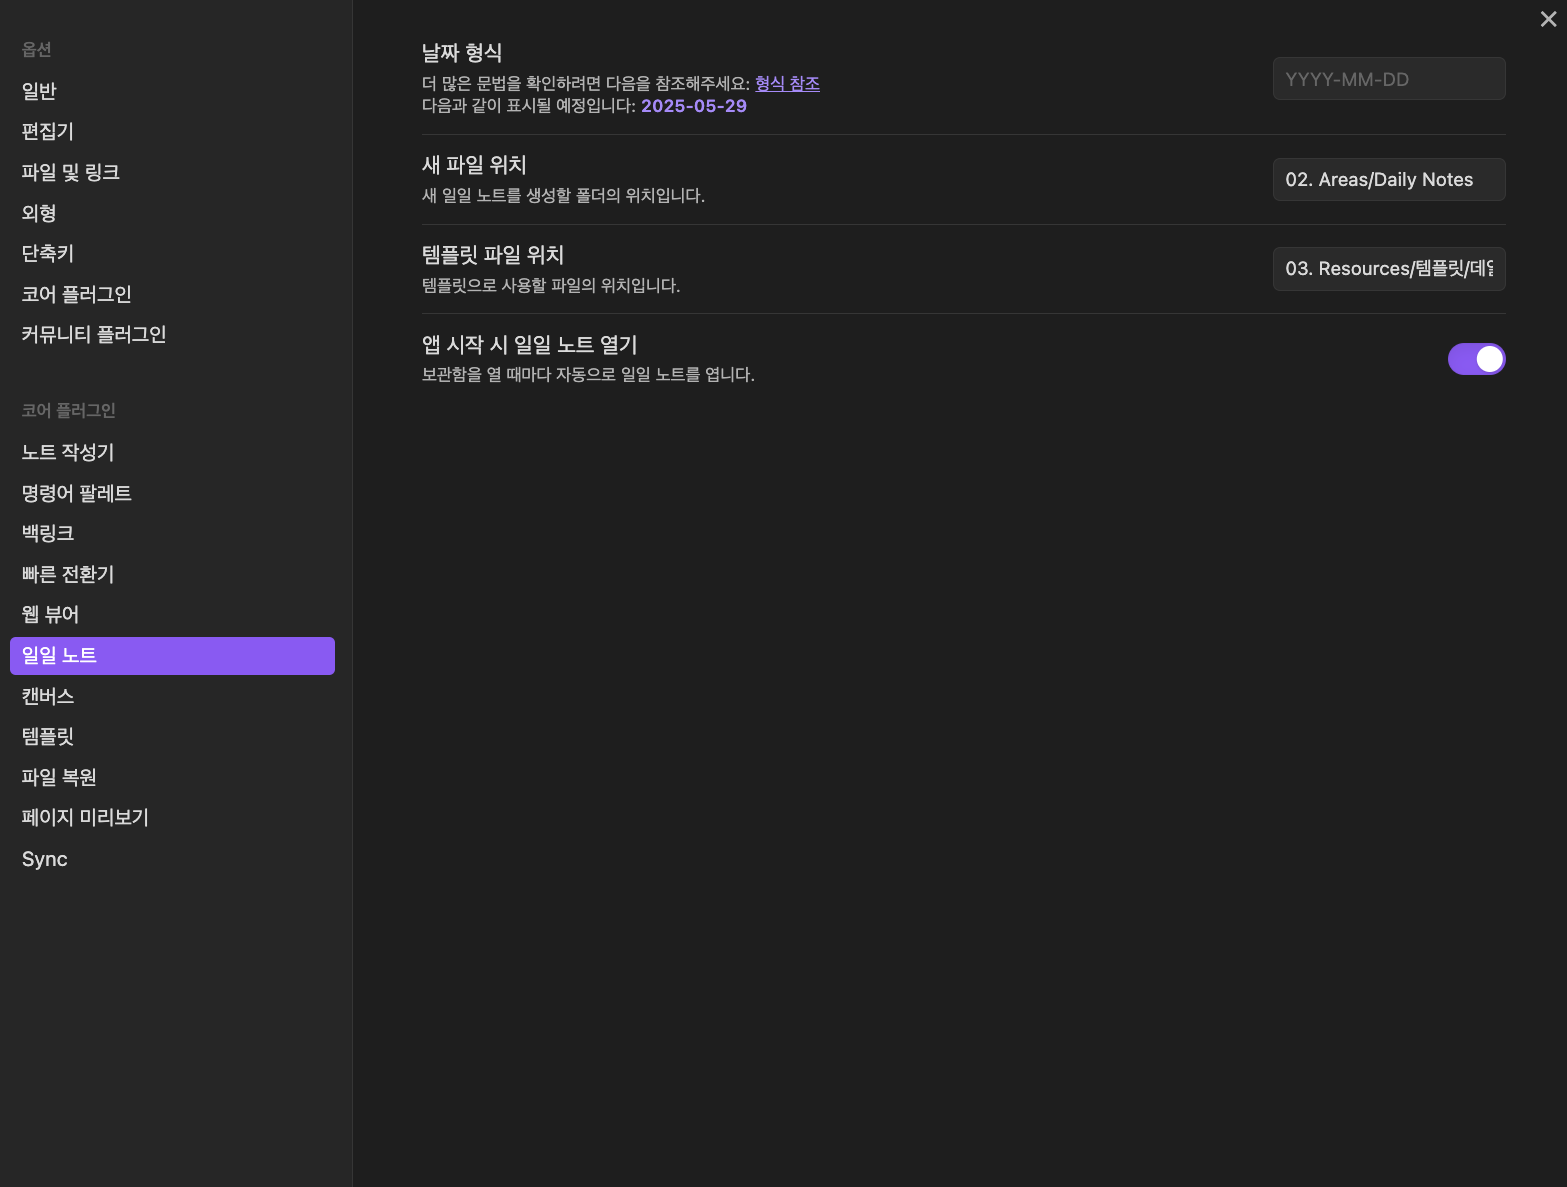 옵션
일반
편집기
파일 및 링크
외형
단축키
코어 플러그인
커뮤니티 플러그인
코어 플러그인
노트 작성기
명령어 팔레트
백링크
빠른 전환기
웹 뷰어
일일 노트
캔버스
템플릿
파일 복원
페이지 미리보기
Sync
날짜 형식
더 많은 문법을 확인하려면 다음을 참조해주세요: 형식 참조
다음과 같이 표시될 예정입니다: 2025-05-29
YYYY-MM-DD
새 파일 위치
새 일일 노트를 생성할 폴더의 위치입니다.
02. Areas/Daily Notes
템플릿 파일 위치
템플릿으로 사용할 파일의 위치입니다.
03. Resources/템플릿/데일
앱 시작 시 일일 노트 열기
보관함을 열 때마다 자동으로 일일 노트를 엽니다.